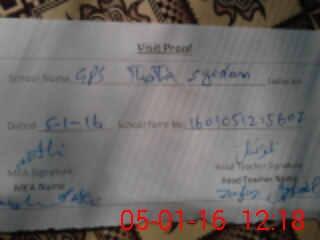 Visit Proof
School Name GPS Thatta Syedan
Dated 5-1-16 School Form No. 1601051215607
MEA Signature Head Teacher Signature
MEA Name Head Teacher Name
05-01-16 12:18